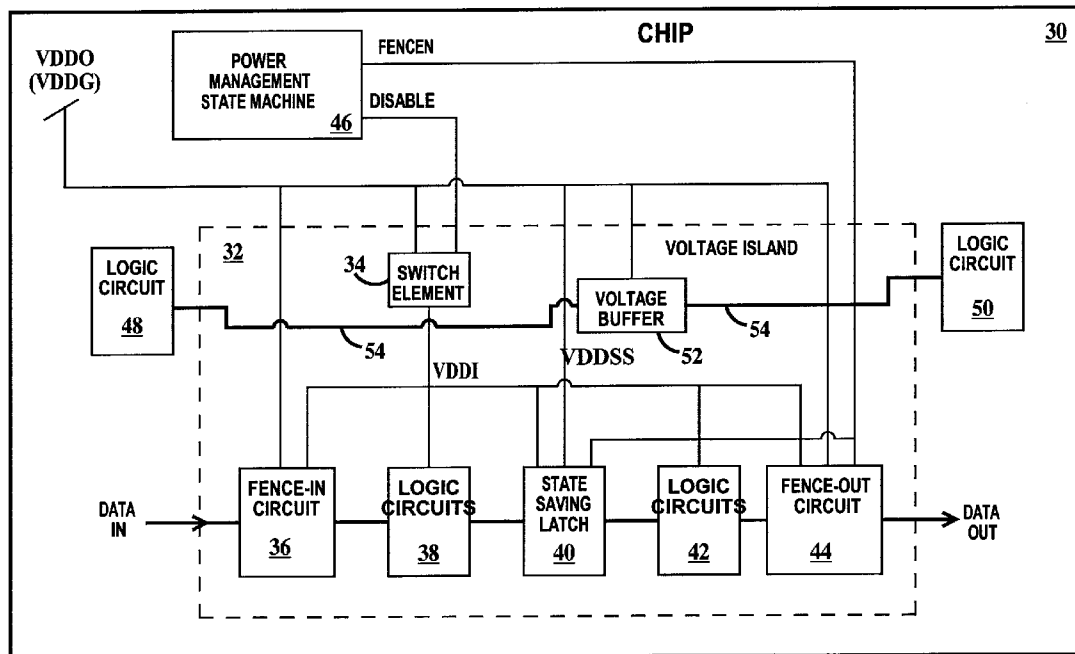 CHIP
30
VDDO
(VDDG)
POWER
MANAGEMENT
STATE MACHINE
46
FENCEN
DISABLE
32
VOLTAGE ISLAND
LOGIC
CIRCUIT
48
34
SWITCH
ELEMENT
VOLTAGE
BUFFER
LOGIC
CIRCUIT
50
54
52
54
VDDI
VDDSS
DATA
IN
FENCE-IN
CIRCUIT
36
LOGIC
CIRCUITS
38
STATE
SAVING
LATCH
40
LOGIC
CIRCUITS
42
FENCE-OUT
CIRCUIT
44
DATA
OUT